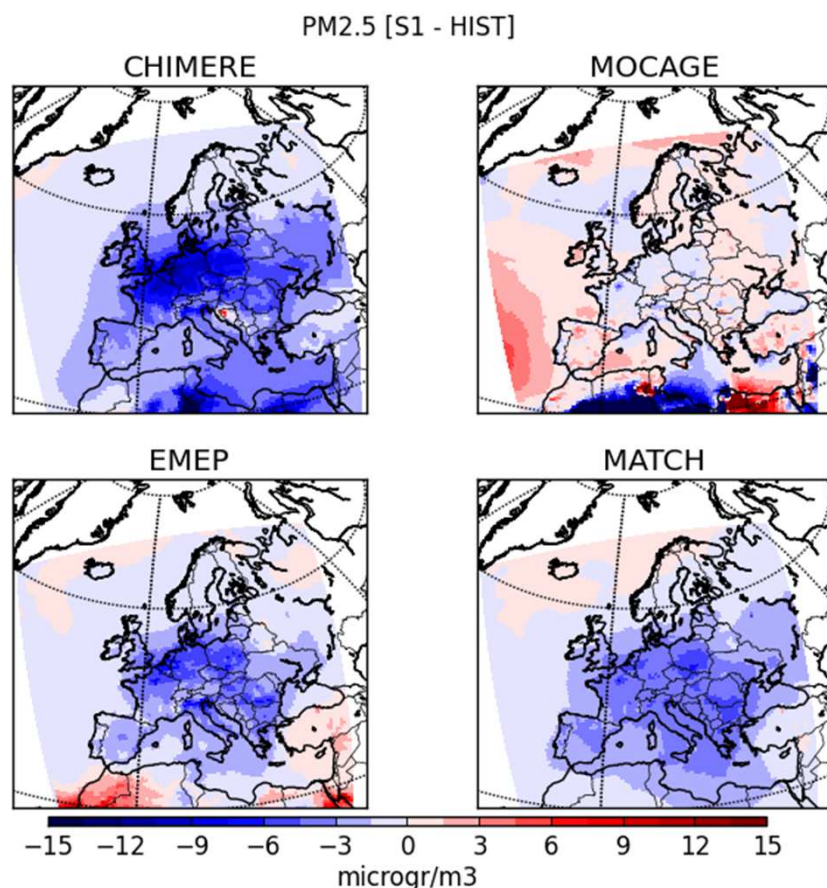 PM2.5 [S1 - HIST]
CHIMERE MOCAGE
EMEP MATCH
−15 −12 −9 −6 −3 0 3 6 9 12 15
microgr/m3